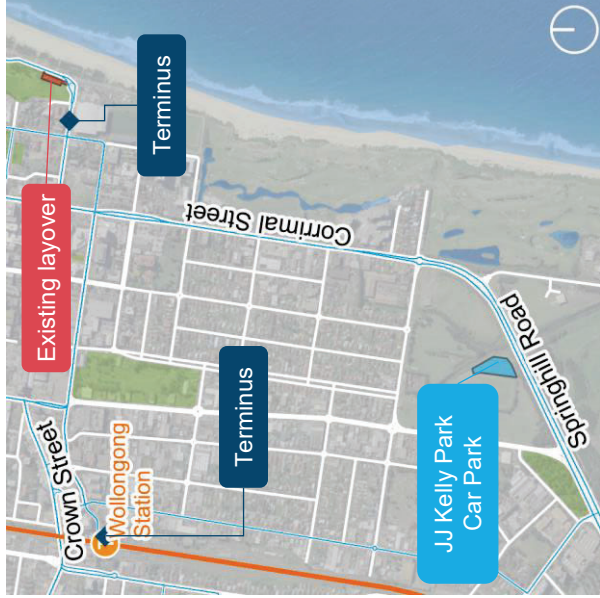 Existing layover
Terminus
Corrimal Street
Crown Street
Wollongong
Station
Terminus
JJ Kelly Park
Car Park
Springhill Road